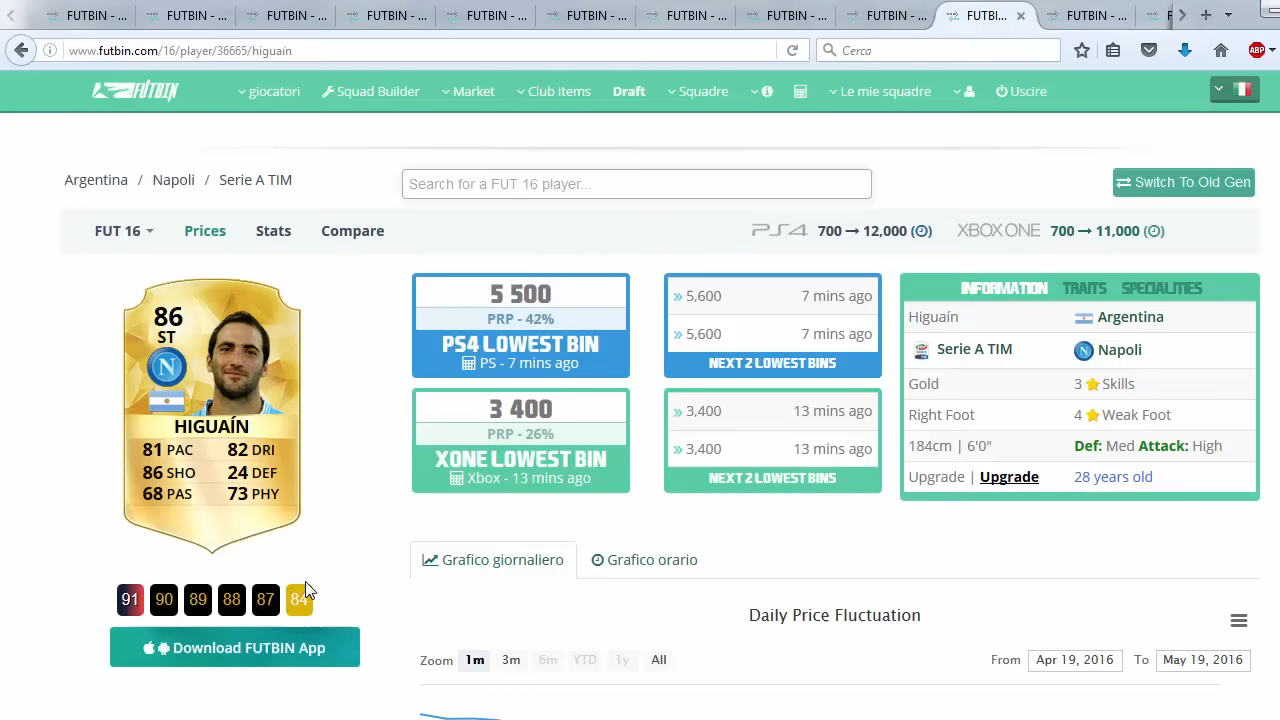 FUTBIN - ... FUTBIN - ... FUTBIN - ... FUTBIN - ... FUTBIN - ... FUTBIN - ... FUTBIN - ... FUTBIN - ... FUTBIN - ... FUTBI... FUTBIN - ... F
www.futbin.com/16/player/36665/higuaín
Cerca
ABP
FUTBIN giocatori Squad Builder Market Club Items Draft Squadre Le mie squadre Uscire
Argentina / Napoli / Serie A TIM
Search for a FUT 16 player...
Switch To Old Gen
FUT 16 Prices Stats Compare
PS4 700 → 12,000 XBOX ONE 700 → 11,000
86
ST
N
HIGUAÍN
81 PAC 82 DRI
86 SHO 24 DEF
68 PAS 73 PHY
91 90 89 88 87 84
Download FUTBIN App
5 500
PRP - 42%
PS4 LOWEST BIN
PS - 7 mins ago
5,600 7 mins ago
5,600 7 mins ago
NEXT 2 LOWEST BINS
3 400
PRP - 26%
XONE LOWEST BIN
Xbox - 13 mins ago
3,400 13 mins ago
3,400 13 mins ago
NEXT 2 LOWEST BINS
INFORMATION TRAITS SPECIALITIES
Higuaín Argentina
Serie A TIM Napoli
Gold 3 Skills
Right Foot 4 Weak Foot
184cm | 6'0" Def: Med Attack: High
Upgrade | Upgrade 28 years old
Grafico giornaliero Grafico orario
Daily Price Fluctuation
Zoom 1m 3m 6m YTD 1y All From Apr 19, 2016 To May 19, 2016